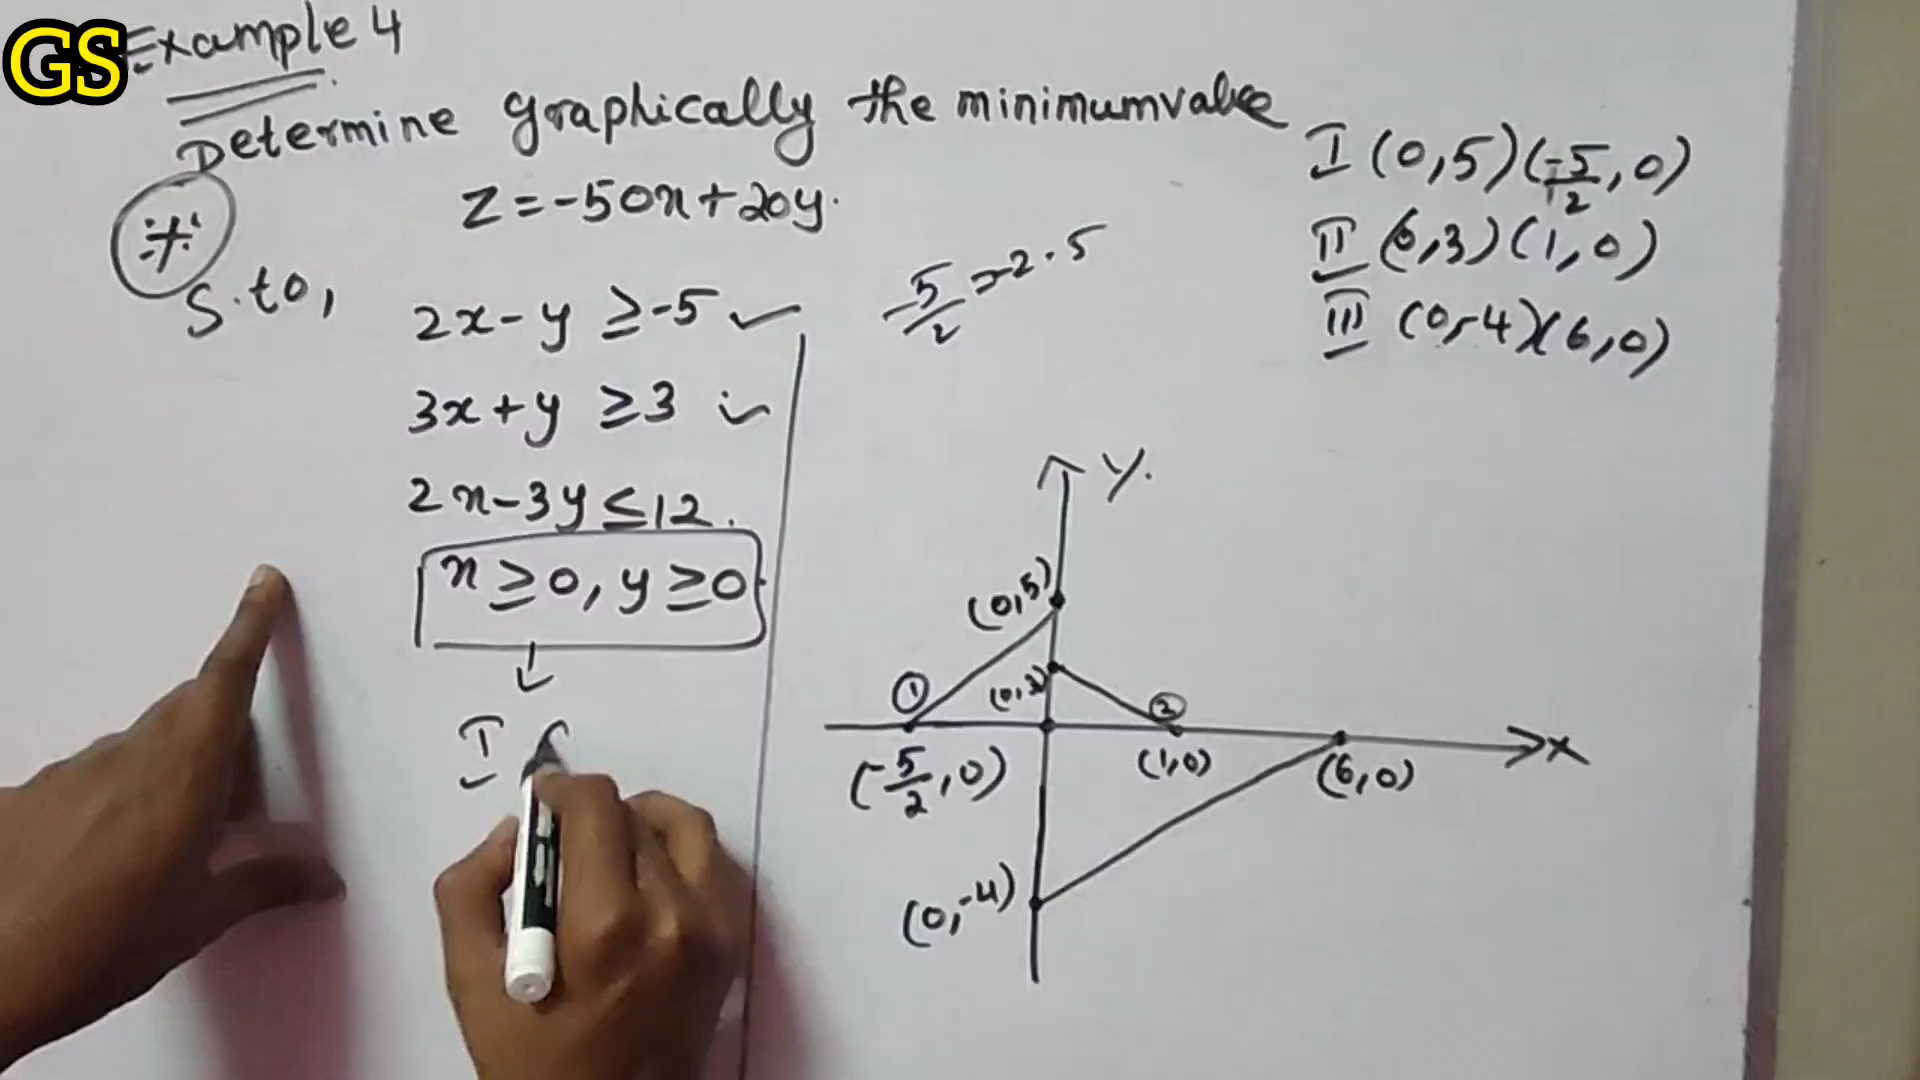 GS
Example 4
Determine graphically the minimumvalue
Z=-50x+20y.
S.to,
2x-y ≥-5 ✓
3x+y ≥3
2x-3y≤12.
x≥0, y≥0
I
-5/2 = -2.5
I (0,5)(-5/2,0)
II (0,3)(1,0)
III (0,-4)(6,0)
Y.
(0,5)
(0,3)
1
2
X
(-5/2,0)
(1,0)
(6,0)
(0,-4)